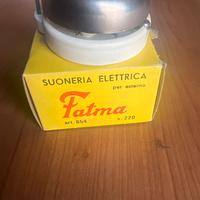 SUONERIA ELETTRICA
per esterno
Fatma
art. 654 v. 220